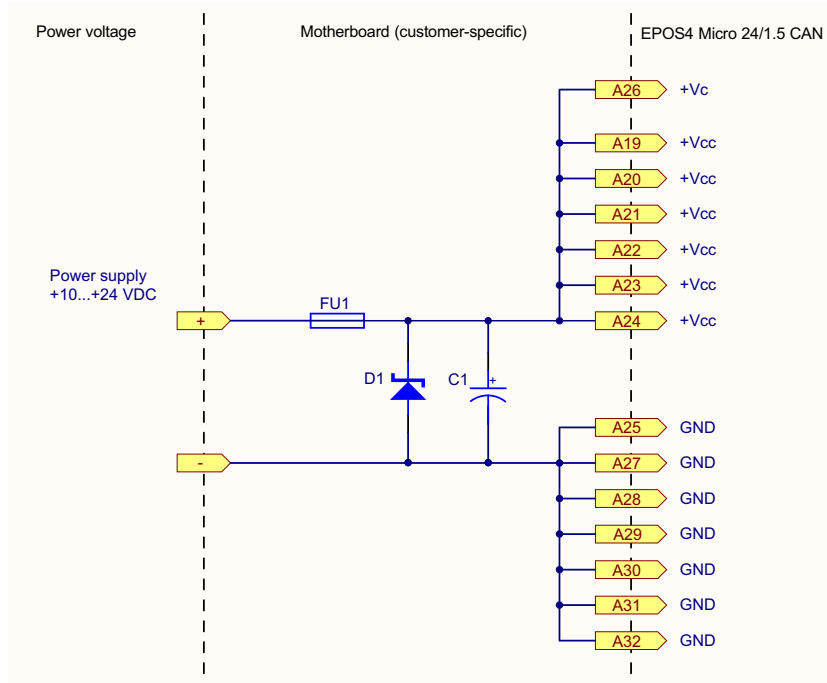 Power voltage
Motherboard (customer-specific)
EPOS4 Micro 24/1.5 CAN
A26 +Vc
A19 +Vcc
A20 +Vcc
A21 +Vcc
A22 +Vcc
A23 +Vcc
Power supply
+10...+24 VDC
+
FU1
A24 +Vcc
D1
C1
+
A25 GND
-
A27 GND
A28 GND
A29 GND
A30 GND
A31 GND
A32 GND